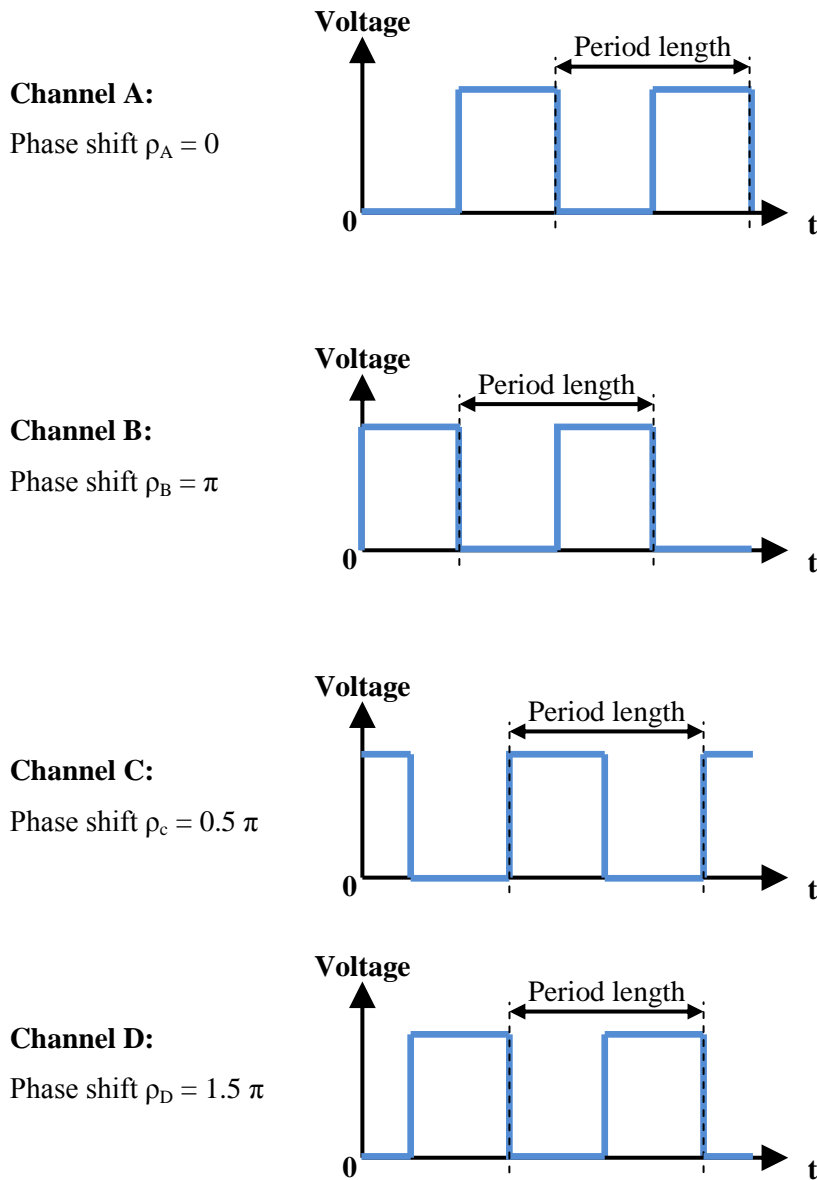 Voltage
Period length
Channel A:
Phase shift ρA = 0
0
t
Voltage
Period length
Channel B:
Phase shift ρB = π
0
t
Voltage
Period length
Channel C:
Phase shift ρc = 0.5 π
0
t
Voltage
Period length
Channel D:
Phase shift ρD = 1.5 π
0
t